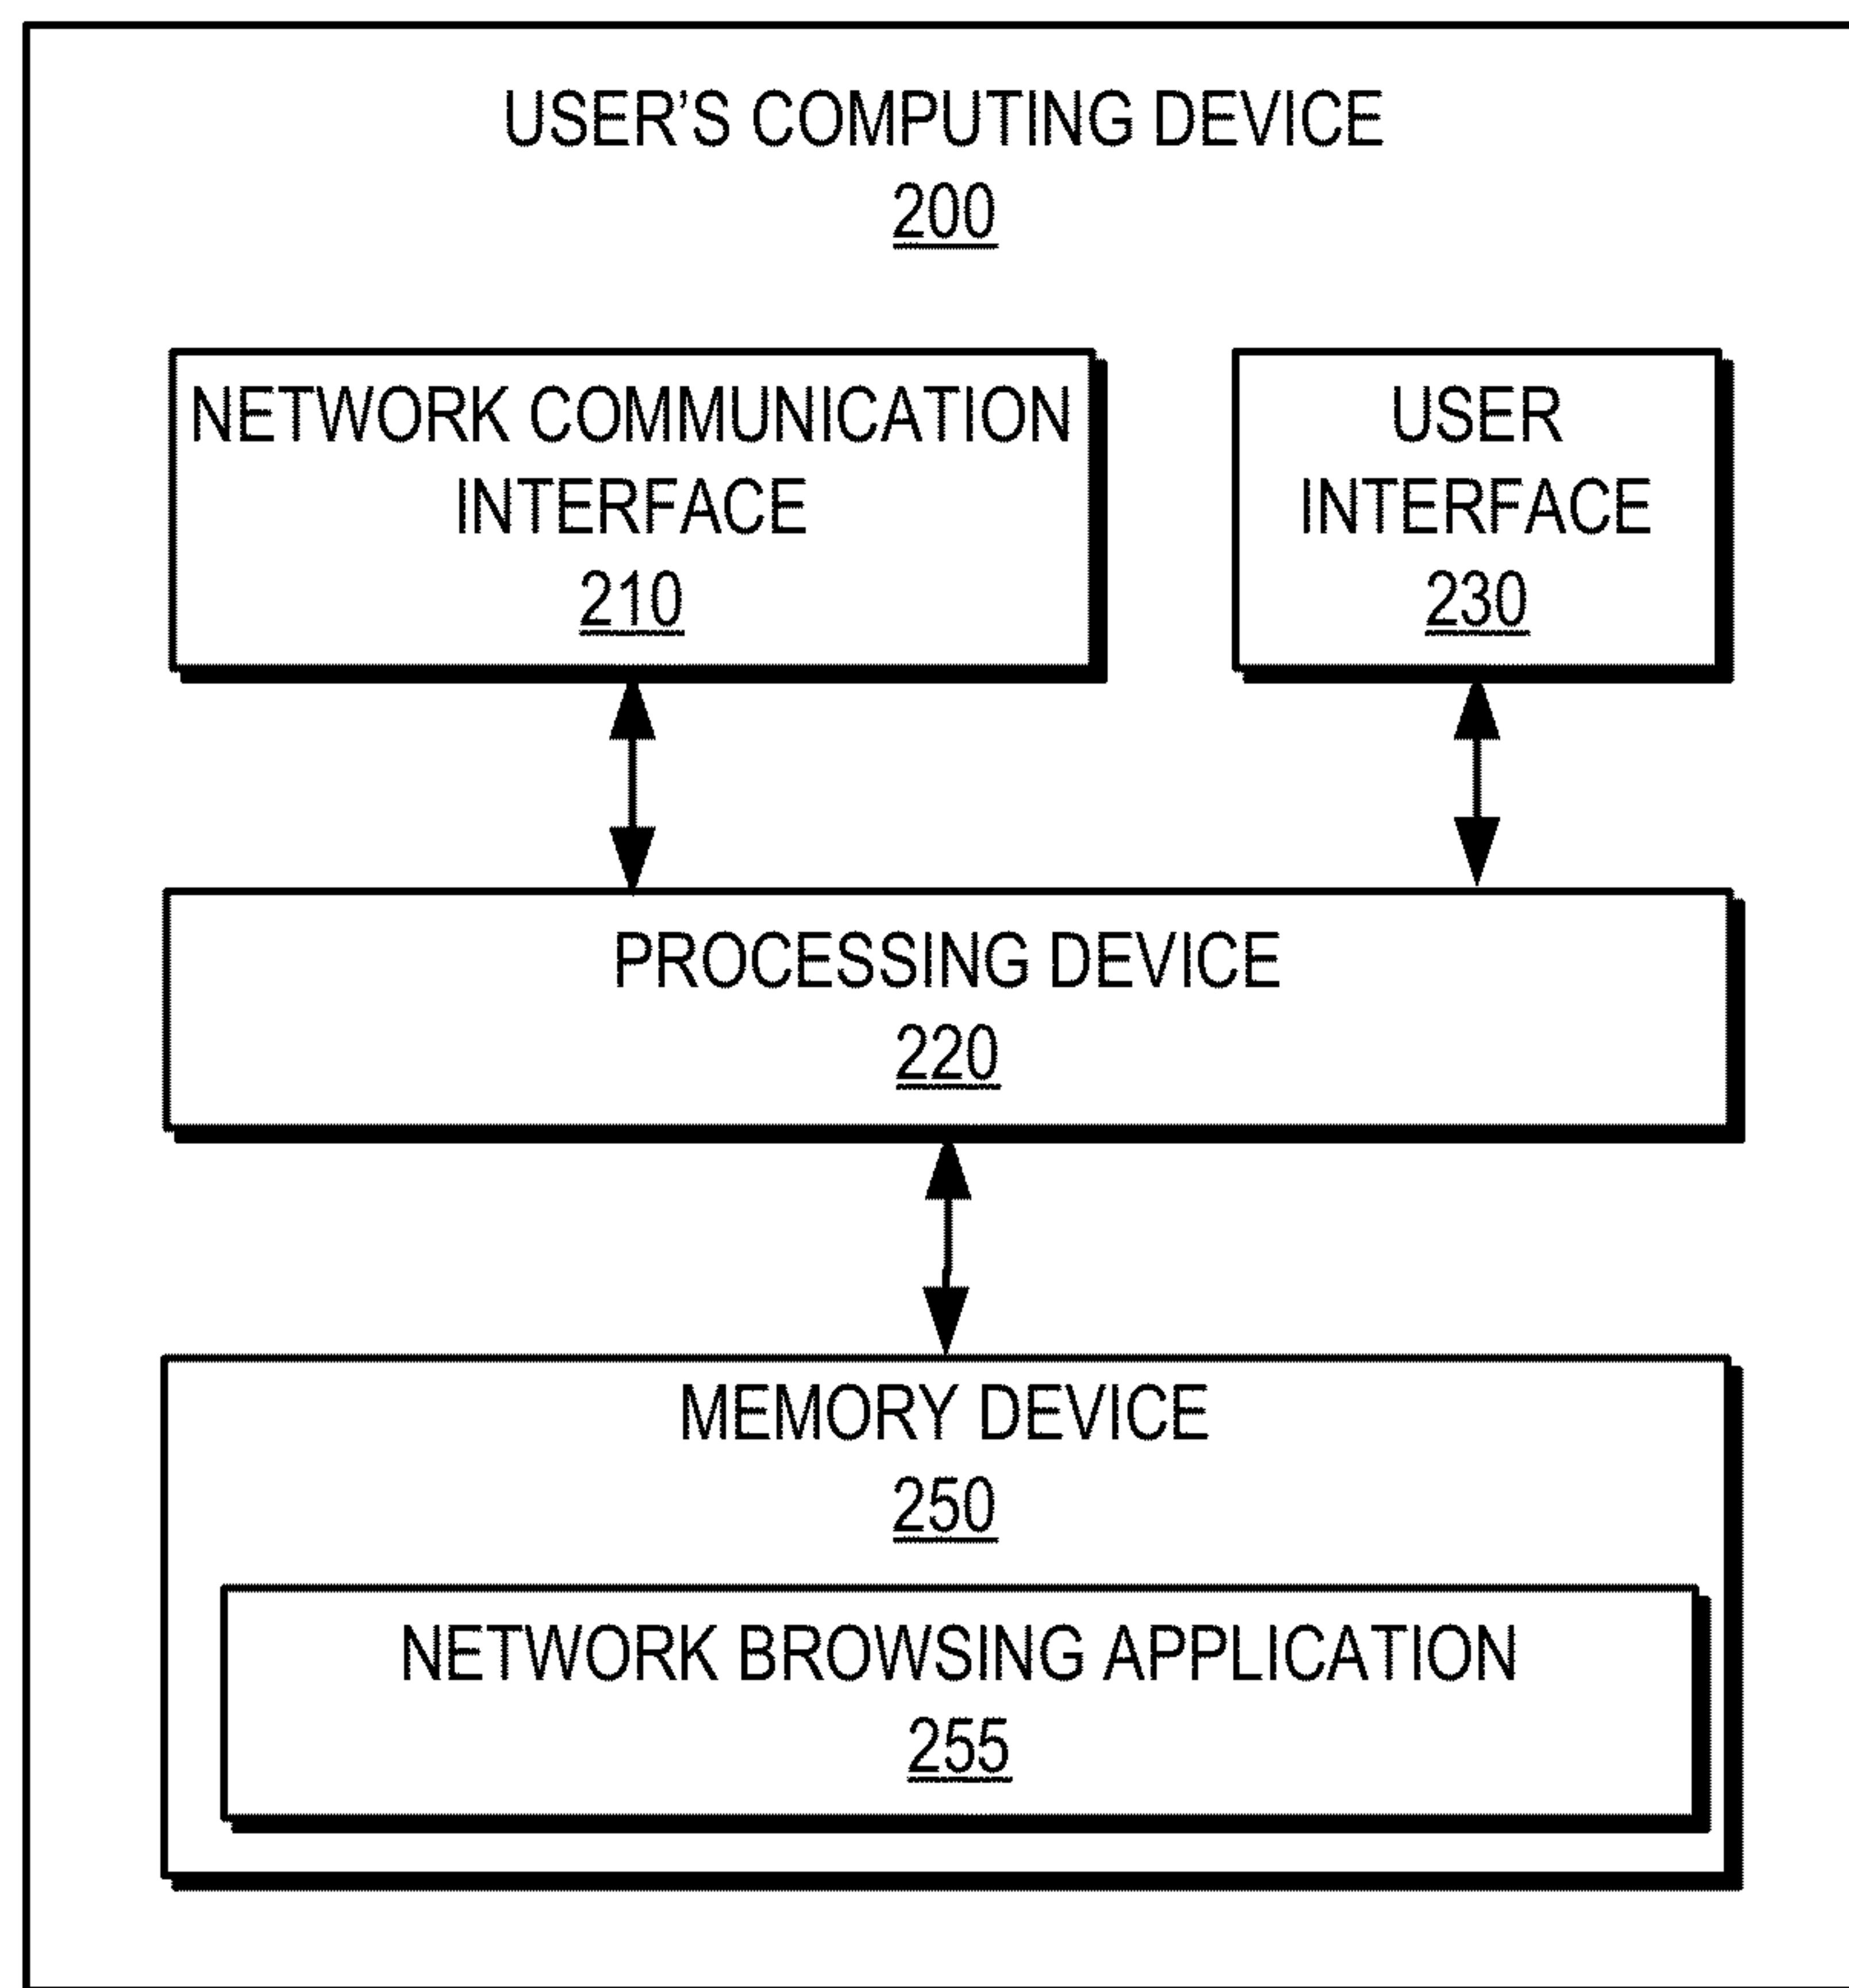 USER'S COMPUTING DEVICE
200
NETWORK COMMUNICATION
INTERFACE
210
USER
INTERFACE
230
PROCESSING DEVICE
220
MEMORY DEVICE
250
NETWORK BROWSING APPLICATION
255